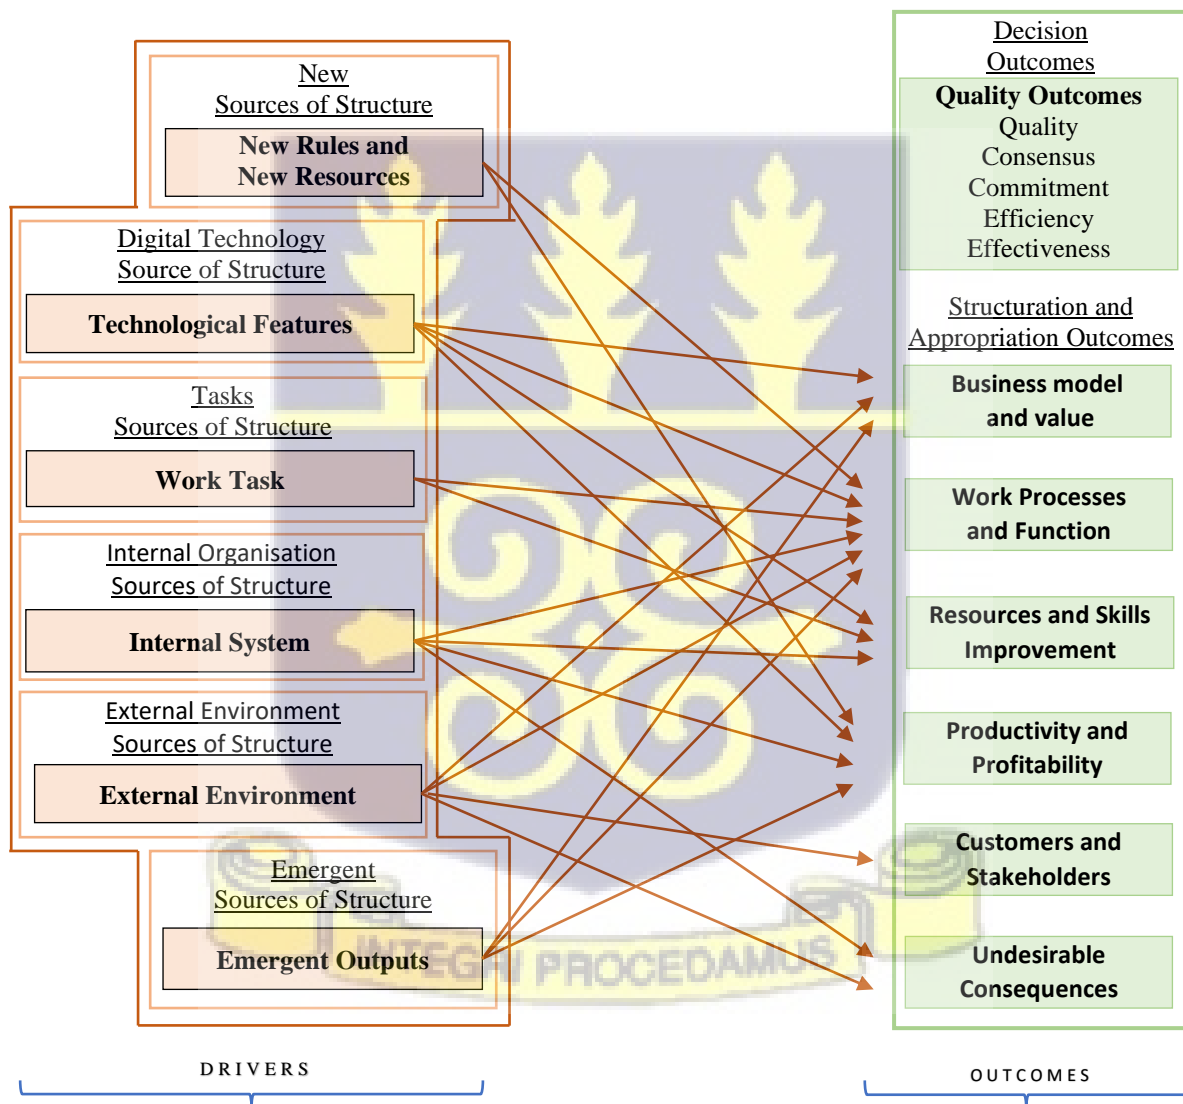 New
Sources of Structure
New Rules and
New Resources
Digital Technology
Source of Structure
Technological Features
Tasks
Sources of Structure
Work Task
Internal Organisation
Sources of Structure
Internal System
External Environment
Sources of Structure
External Environment
Emergent
Sources of Structure
Emergent Outputs
INTEGRI PROCEDAMUS
DRIVERS
Decision
Outcomes
Quality Outcomes
Quality
Consensus
Commitment
Efficiency
Effectiveness
Structuration and
Appropriation Outcomes
Business model
and value
Work Processes
and Function
Resources and Skills
Improvement
Productivity and
Profitability
Customers and
Stakeholders
Undesirable
Consequences
OUTCOMES